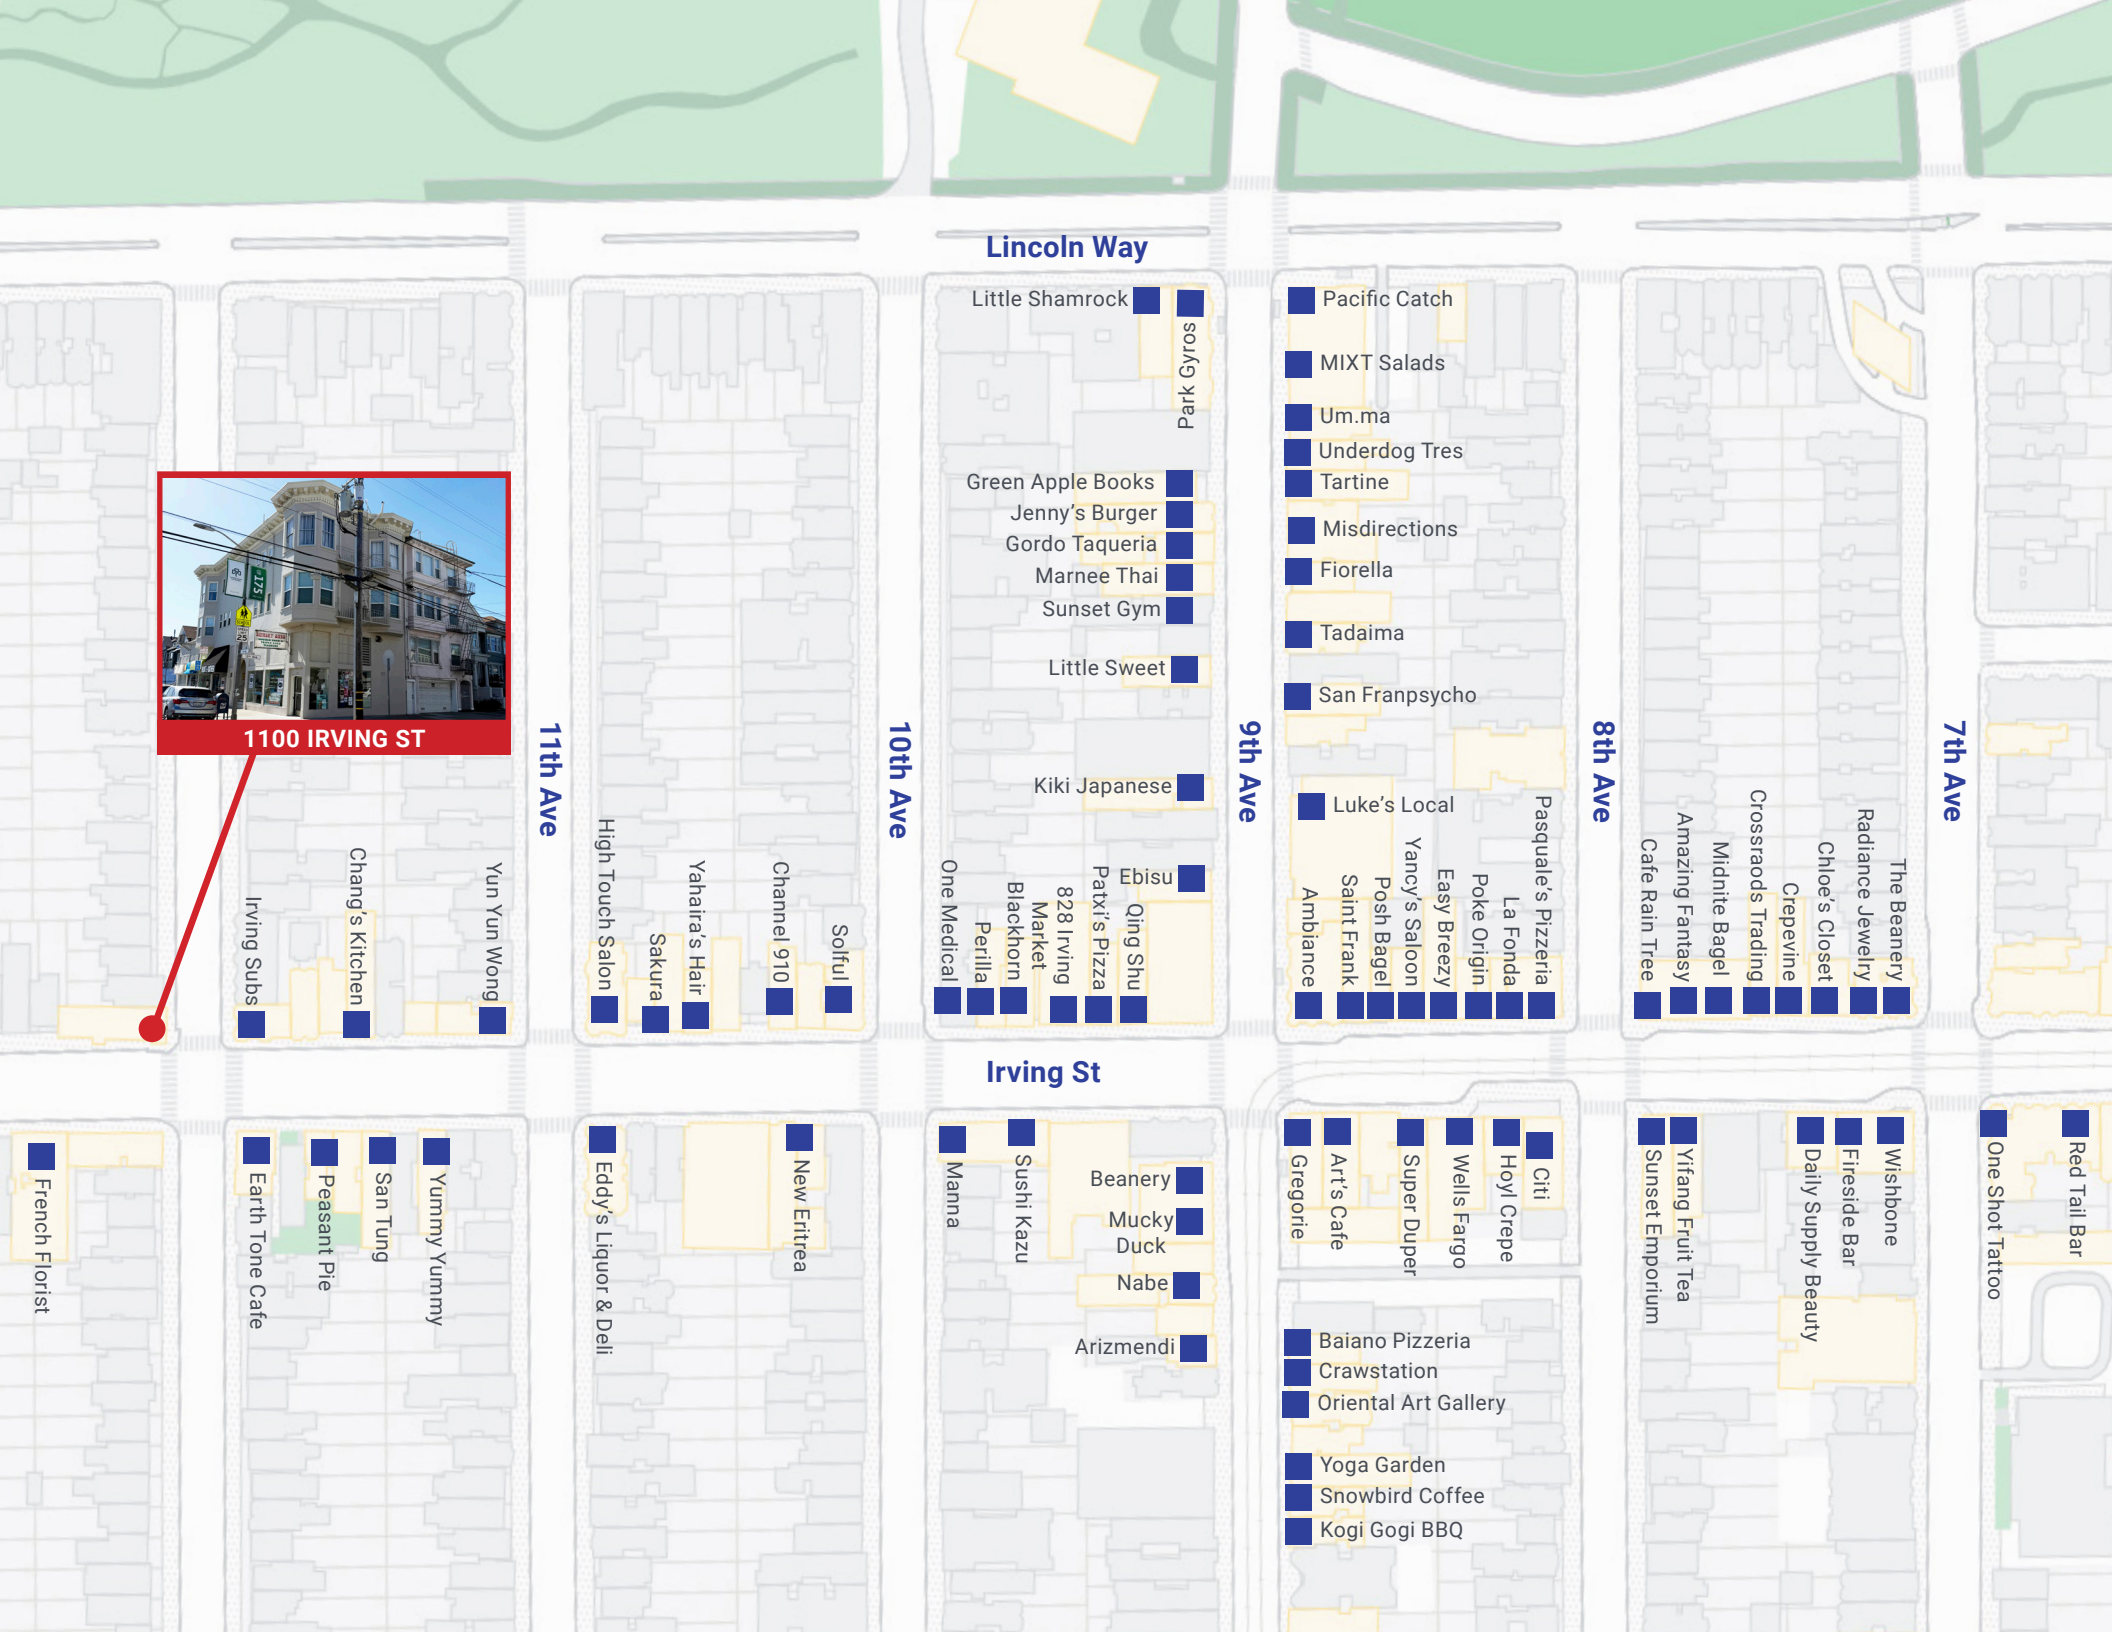 Lincoln Way
Little Shamrock
Park Gyros
Pacific Catch
MIXT Salads
Um.ma
Underdog Tres
Green Apple Books
Tartine
Jenny's Burger
Misdirections
Gordo Taqueria
Fiorella
Marnee Thai
Sunset Gym
Tadaima
Little Sweet
San Franpsycho
175
25
1100 IRVING ST
11th Ave
10th Ave
9th Ave
8th Ave
7th Ave
Kiki Japanese
Luke's Local
Ebisu
Irving Subs
Chang's Kitchen
Yun Yun Wong
High Touch Salon
Sakura
Yahaira's Hair
Channel 910
Solful
One Medical
Perilla
Blackhorn
Market
828 Irving
Patxi's Pizza
Qing Shu
Ambiance
Saint Frank
Posh Bagel
Yancy's Saloon
Easy Breezy
Poke Origin
La Fonda
Pasquale's Pizzeria
Cafe Rain Tree
Amazing Fantasy
Midnite Bagel
Crossraods Trading
Crepevine
Chloe's Closet
Radiance Jewelry
The Beanery
Irving St
French Florist
Earth Tone Cafe
Peasant Pie
San Tung
Yummy Yummy
Eddy's Liquor & Deli
New Eritrea
Manna
Sushi Kazu
Beanery
Mucky
Duck
Nabe
Arizmendi
Gregorie
Art's Cafe
Super Duper
Wells Fargo
Hoyl Crepe
Citi
Sunset Emporium
Yifang Fruit Tea
Daily Supply Beauty
Fireside Bar
Wishbone
One Shot Tattoo
Red Tail Bar
Baiano Pizzeria
Crawstation
Oriental Art Gallery
Yoga Garden
Snowbird Coffee
Kogi Gogi BBQ